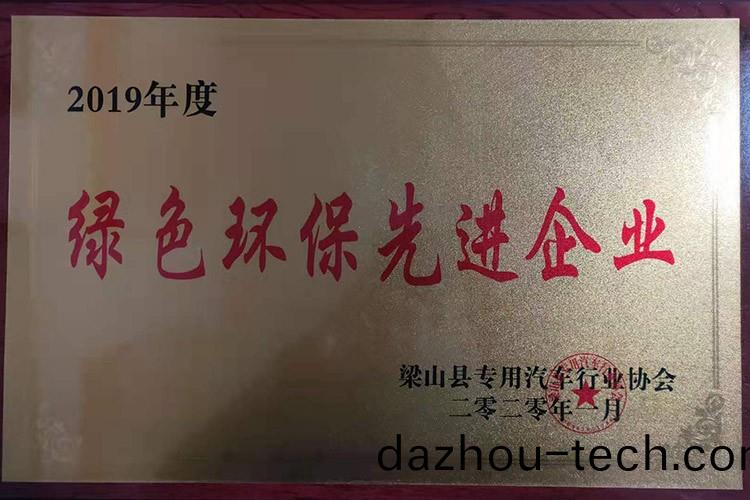 2019年度
绿色环保先进企业
梁山县专用汽车行业协会
二零二零年一月
dazhou-tech.com